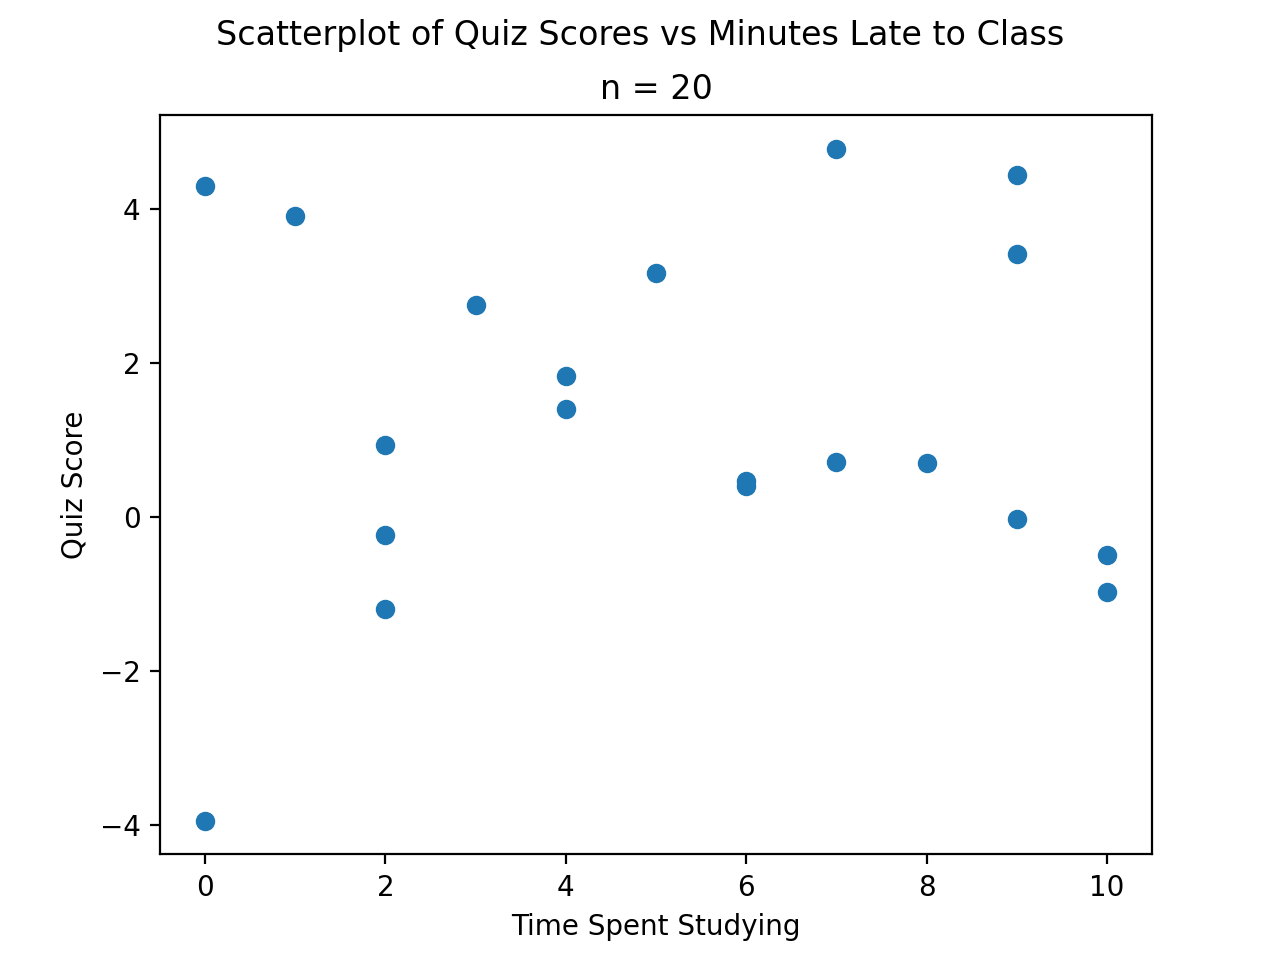 Scatterplot of Quiz Scores vs Minutes Late to Class
n = 20
4
2
0
−2
−4
Quiz Score
0 2 4 6 8 10
Time Spent Studying